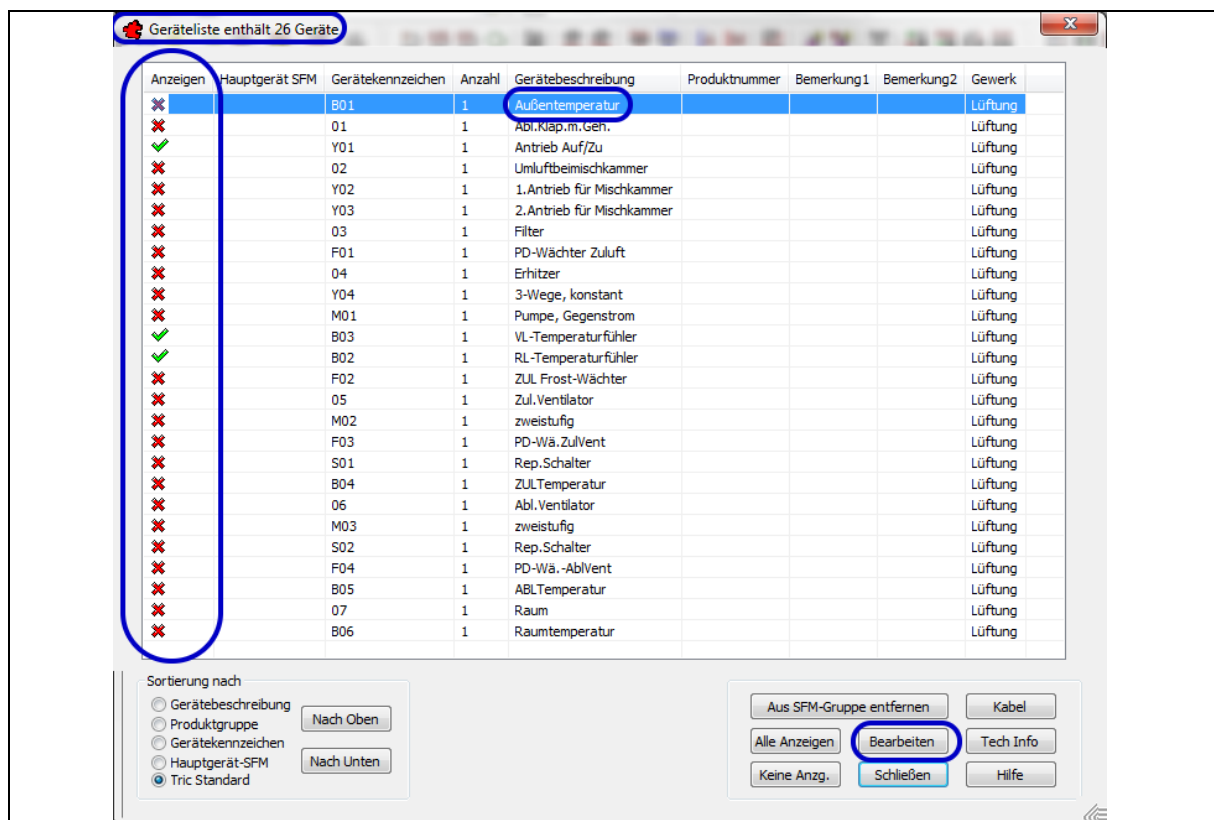 Geräteliste enthält 26 Geräte
Anzeigen Hauptgerät SFM Gerätekennzeichen Anzahl Gerätebeschreibung Produktnummer Bemerkung1 Bemerkung2 Gewerk
B01 1 Außentemperatur Lüftung
01 1 Abl.Klap.m.Geh. Lüftung
Y01 1 Antrieb Auf/Zu Lüftung
02 1 Umluftbeimischkammer Lüftung
Y02 1 1.Antrieb für Mischkammer Lüftung
Y03 1 2.Antrieb für Mischkammer Lüftung
03 1 Filter Lüftung
F01 1 PD-Wächter Zuluft Lüftung
04 1 Erhitzer Lüftung
Y04 1 3-Wege, konstant Lüftung
M01 1 Pumpe, Gegenstrom Lüftung
B03 1 VL-Temperaturfühler Lüftung
B02 1 RL-Temperaturfühler Lüftung
F02 1 ZUL Frost-Wächter Lüftung
05 1 Zul.Ventilator Lüftung
M02 1 zweistufig Lüftung
F03 1 PD-Wä.ZulVent Lüftung
S01 1 Rep.Schalter Lüftung
B04 1 ZULTemperatur Lüftung
06 1 Abl.Ventilator Lüftung
M03 1 zweistufig Lüftung
S02 1 Rep.Schalter Lüftung
F04 1 PD-Wä.-AblVent Lüftung
B05 1 ABLTemperatur Lüftung
07 1 Raum Lüftung
B06 1 Raumtemperatur Lüftung
Sortierung nach
Gerätebeschreibung
Produktgruppe
Gerätekennzeichen
Hauptgerät-SFM
Tric Standard
Nach Oben
Nach Unten
Aus SFM-Gruppe entfernen Kabel
Alle Anzeigen Bearbeiten Tech Info
Keine Anzg. Schließen Hilfe